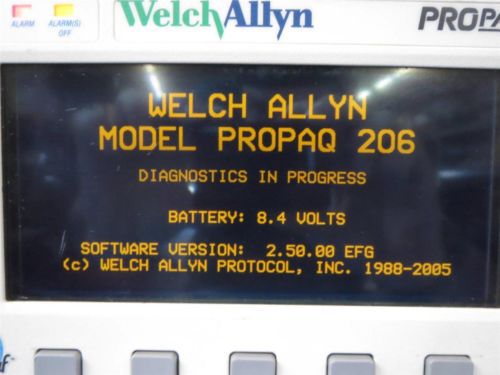 ALARM
ALARM(S)
OFF
WelchAllyn
WELCH ALLYN
MODEL PROPAQ 206
DIAGNOSTICS IN PROGRESS
BATTERY: 8.4 VOLTS
SOFTWARE VERSION: 2.50.00 EFG
(c) WELCH ALLYN PROTOCOL, INC. 1988-2005